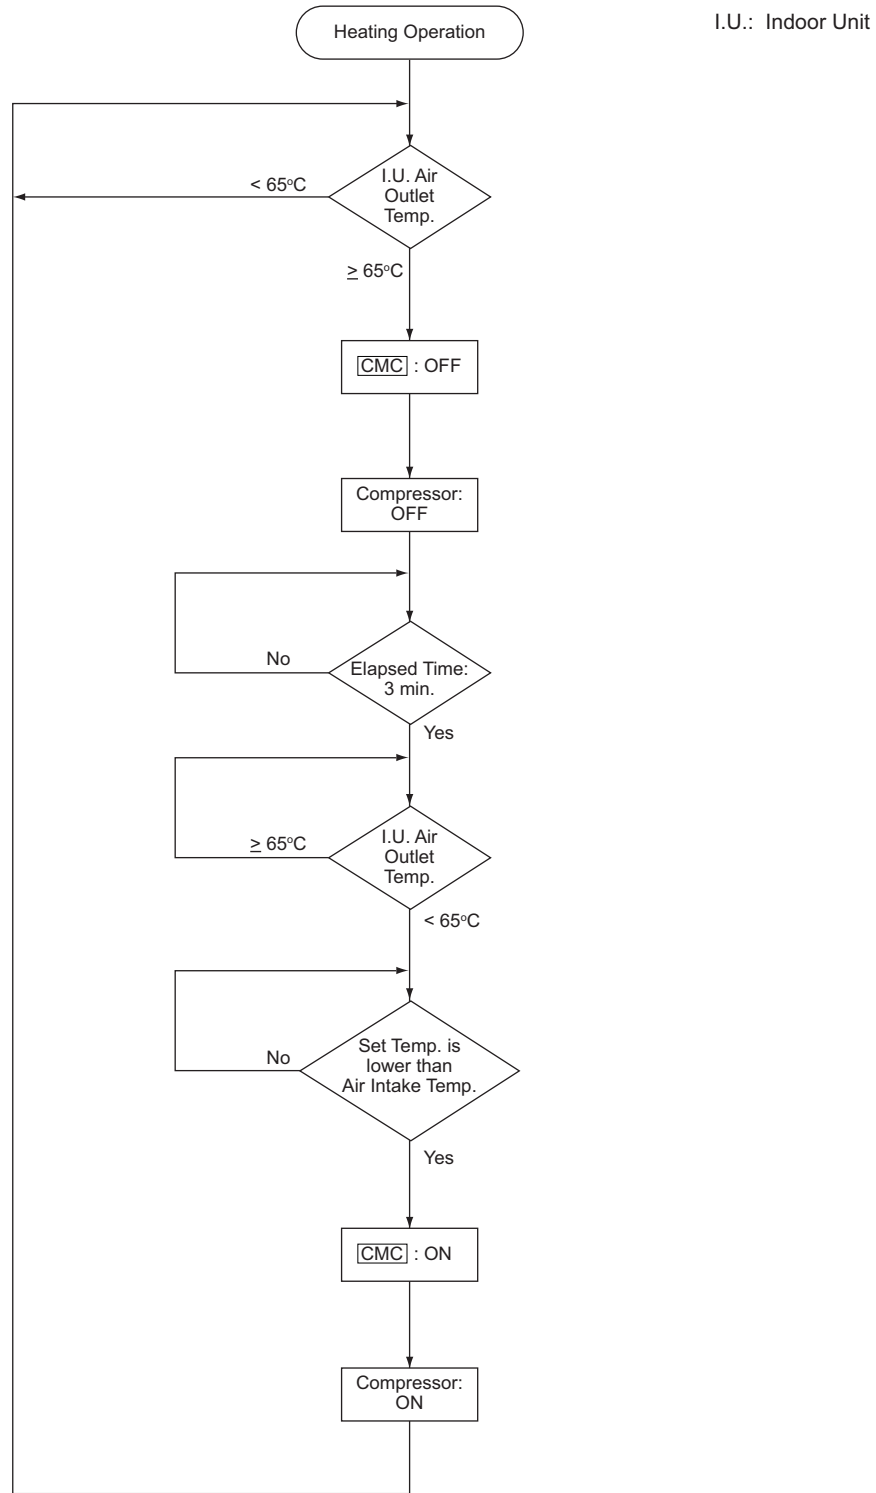 Heating Operation
I.U.: Indoor Unit
I.U. Air
Outlet
Temp.
< 65°C
≥ 65°C
CMC : OFF
Compressor:
OFF
Elapsed Time:
3 min.
No
Yes
I.U. Air
Outlet
Temp.
≥ 65°C
< 65°C
Set Temp. is
lower than
Air Intake Temp.
No
Yes
CMC : ON
Compressor:
ON